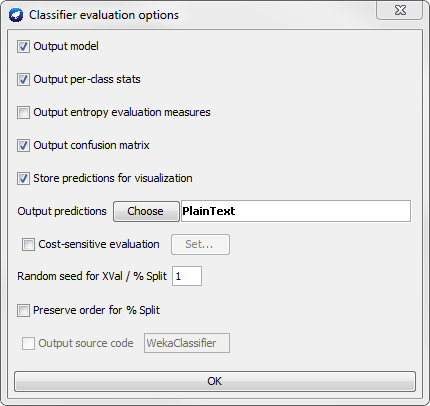 Classifier evaluation options
Output model
Output per-class stats
Output entropy evaluation measures
Output confusion matrix
Store predictions for visualization
Output predictions Choose PlainText
Cost-sensitive evaluation Set...
Random seed for XVal / % Split 1
Preserve order for % Split
Output source code WekaClassifier
OK